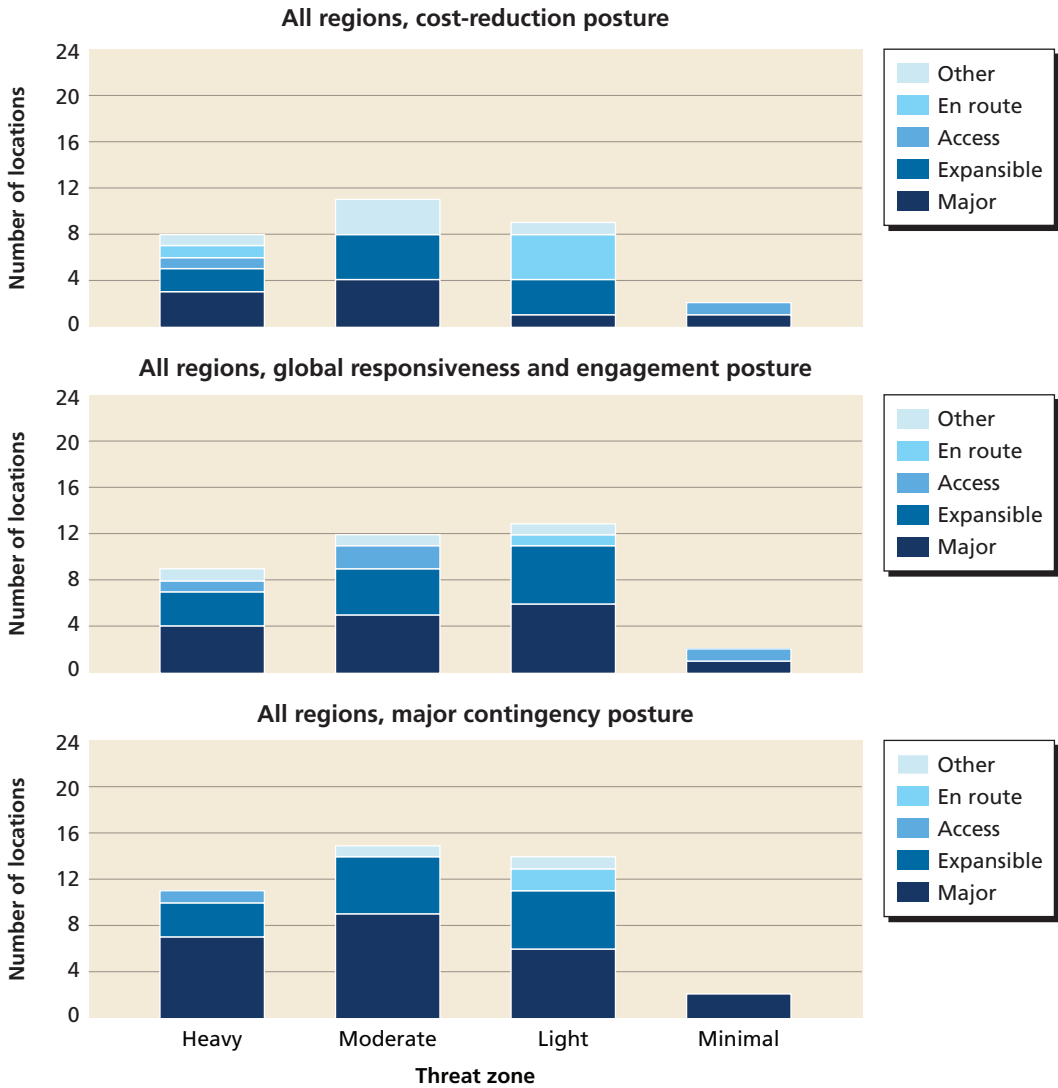 All regions, cost-reduction posture
Number of locations
24
20
16
12
8
4
0
Other
En route
Access
Expansible
Major
All regions, global responsiveness and engagement posture
Number of locations
24
20
16
12
8
4
0
Other
En route
Access
Expansible
Major
All regions, major contingency posture
Number of locations
24
20
16
12
8
4
0
Other
En route
Access
Expansible
Major
Heavy Moderate Light Minimal
Threat zone